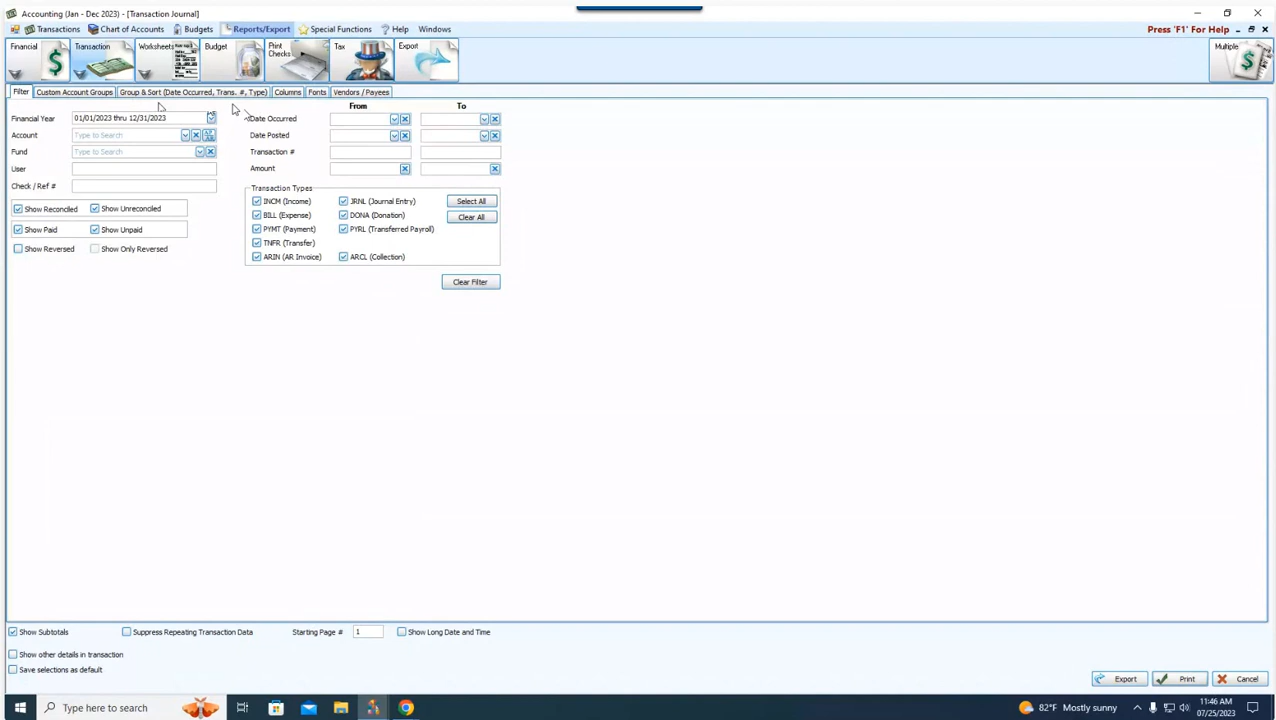 Accounting (Jan - Dec 2023) - [Transaction Journal]
Transactions Chart of Accounts Budgets Reports/Export Special Functions Help Windows Press 'F1' For Help
Financial Transaction Worksheets Budget Print Checks Tax Export Multiple
Filter Custom Account Groups Group & Sort (Date Occurred, Trans. #, Type) Columns Fonts Vendors / Payees
From To
Financial Year 01/01/2023 thru 12/31/2023 Date Occurred
Account Type to Search Date Posted
Fund Type to Search Transaction #
User Amount
Check / Ref #
Transaction Types
INCM (Income) JRNL (Journal Entry) Select All
Show Reconciled Show Unreconciled
BILL (Expense) DONA (Donation) Clear All
Show Paid Show Unpaid PYMT (Payment) PYRL (Transferred Payroll)
TNFR (Transfer)
Show Reversed Show Only Reversed
ARIN (AR Invoice) ARCL (Collection)
Clear Filter
Show Subtotals Suppress Repeating Transaction Data Starting Page # 1 Show Long Date and Time
Show other details in transaction
Save selections as default
Export Print Cancel
Type here to search 82°F Mostly sunny 11:46 AM
07/25/2023